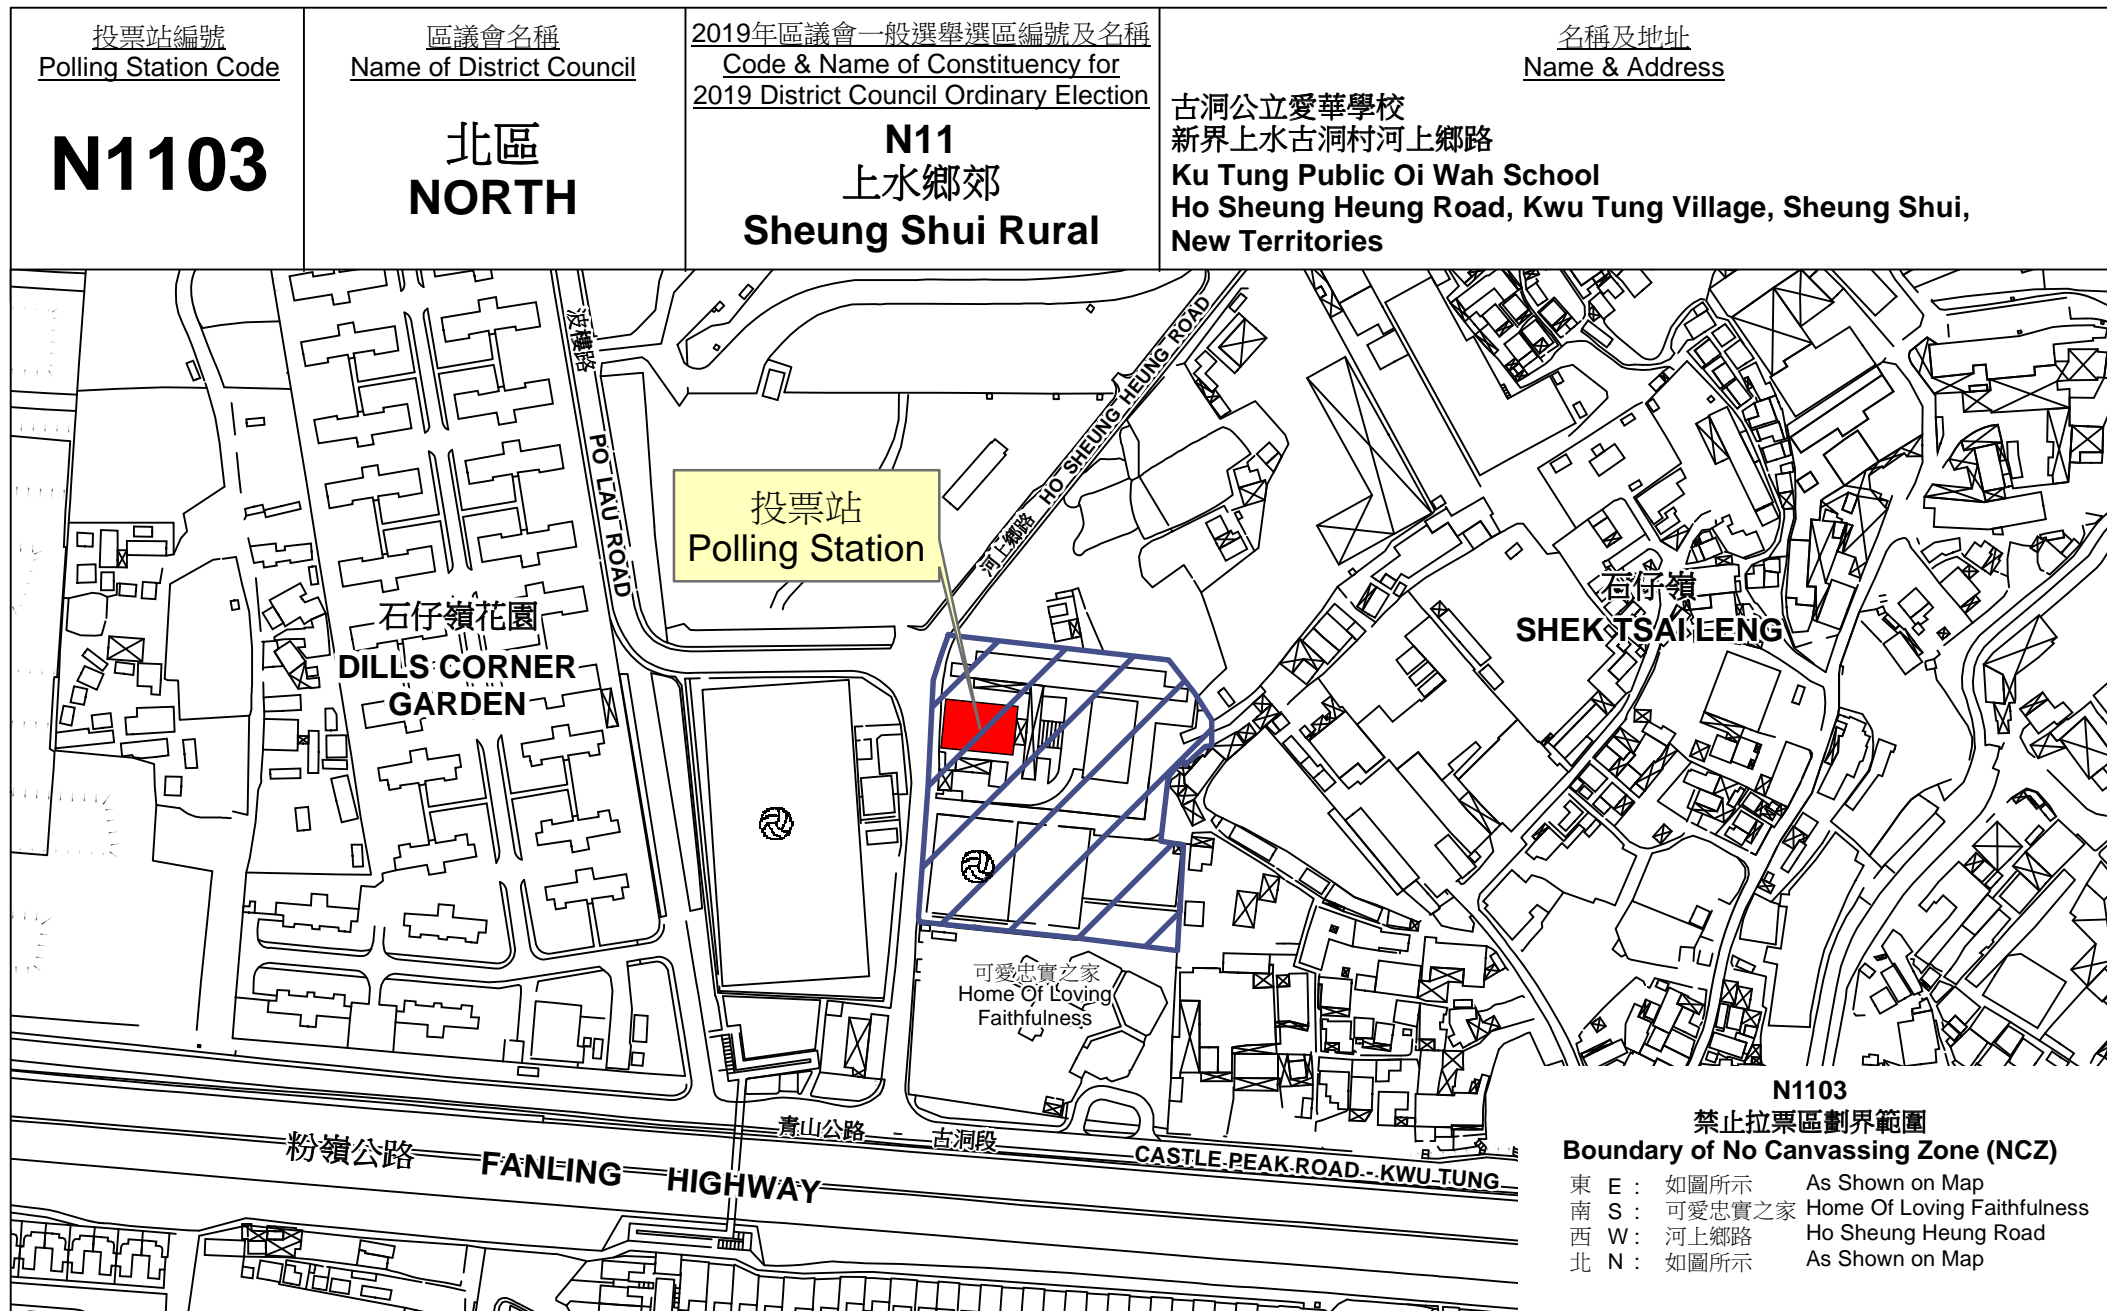 投票站編號
Polling Station Code
N1103
區議會名稱
Name of District Council
北區
NORTH
2019年區議會一般選舉選區編號及名稱
Code & Name of Constituency for
2019 District Council Ordinary Election
N11
上水鄉郊
Sheung Shui Rural
名稱及地址
Name & Address
古洞公立愛華學校
新界上水古洞村河上鄉路
Ku Tung Public Oi Wah School
Ho Sheung Heung Road, Kwu Tung Village, Sheung Shui,
New Territories
波樓路
PO LAU ROAD
河上鄉路 HO SHEUNG HEUNG ROAD
投票站
Polling Station
石仔嶺花園
DILLS CORNER
GARDEN
石仔嶺
SHEK TSAI LENG
可愛忠實之家
Home Of Loving
Faithfulness
青山公路 - 古洞段
CASTLE PEAK ROAD - KWU TUNG
粉嶺公路 FANLING HIGHWAY
N1103
禁止拉票區劃界範圍
Boundary of No Canvassing Zone (NCZ)
東 E : 如圖所示 As Shown on Map
南 S : 可愛忠實之家 Home Of Loving Faithfulness
西 W : 河上鄉路 Ho Sheung Heung Road
北 N : 如圖所示 As Shown on Map